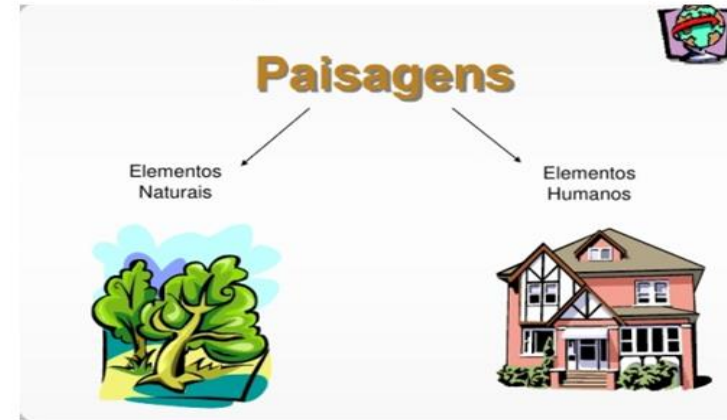 Paisagens
Elementos
Naturais
Elementos
Humanos